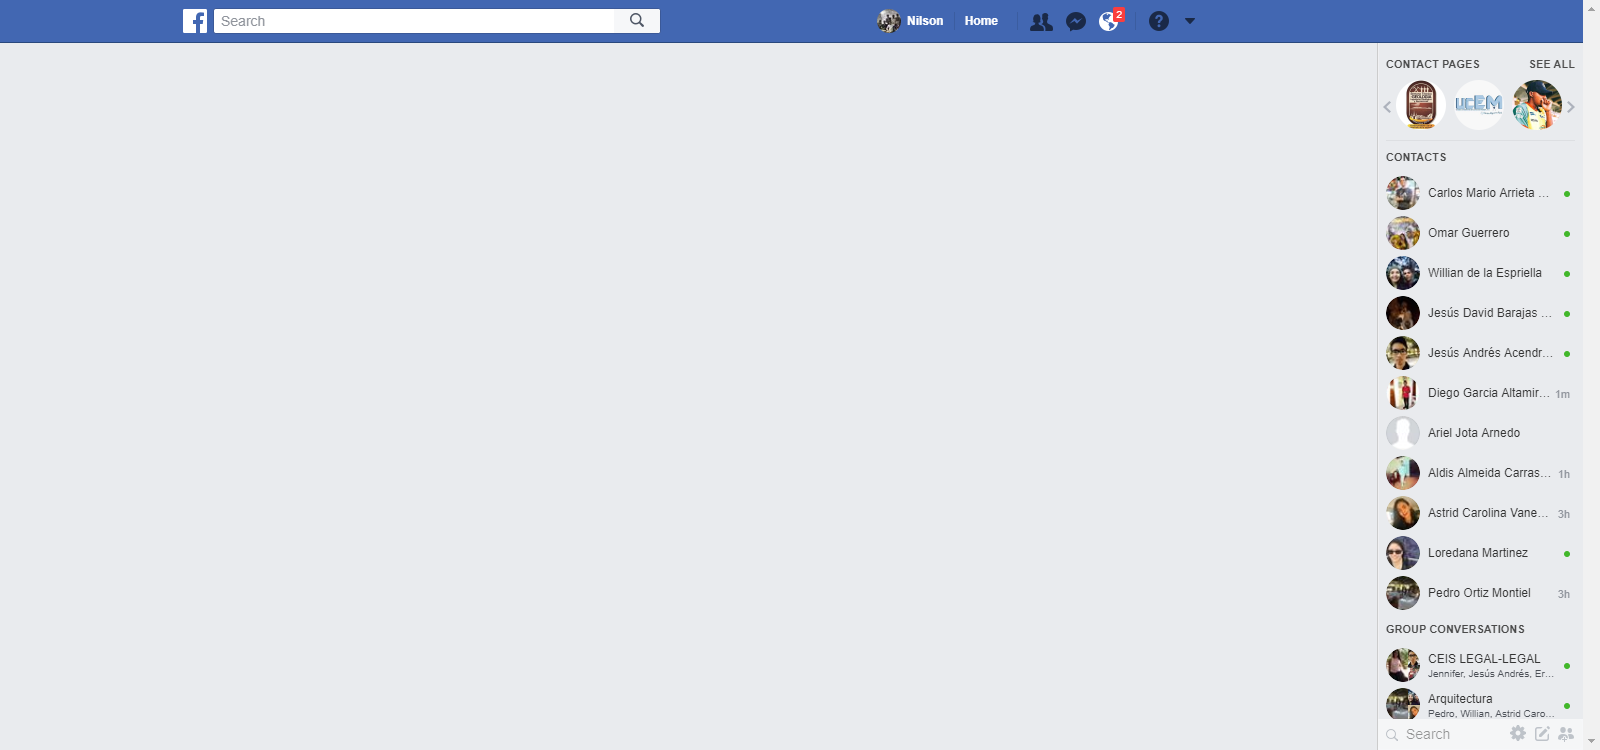 Search
Nilson
Home
2
CONTACT PAGES
SEE ALL
UCEM
CONTACTS
Carlos Mario Arrieta ...
Omar Guerrero
Willian de la Espriella
Jesús David Barajas ...
Jesús Andrés Acendr...
Diego Garcia Altamir... 1m
Ariel Jota Arnedo
Aldis Almeida Carras... 1h
Astrid Carolina Vane... 3h
Loredana Martinez
Pedro Ortiz Montiel 3h
GROUP CONVERSATIONS
CEIS LEGAL-LEGAL
Jennifer, Jesús Andrés, Er...
Arquitectura
Pedro, Willian, Astrid Caro...
Search